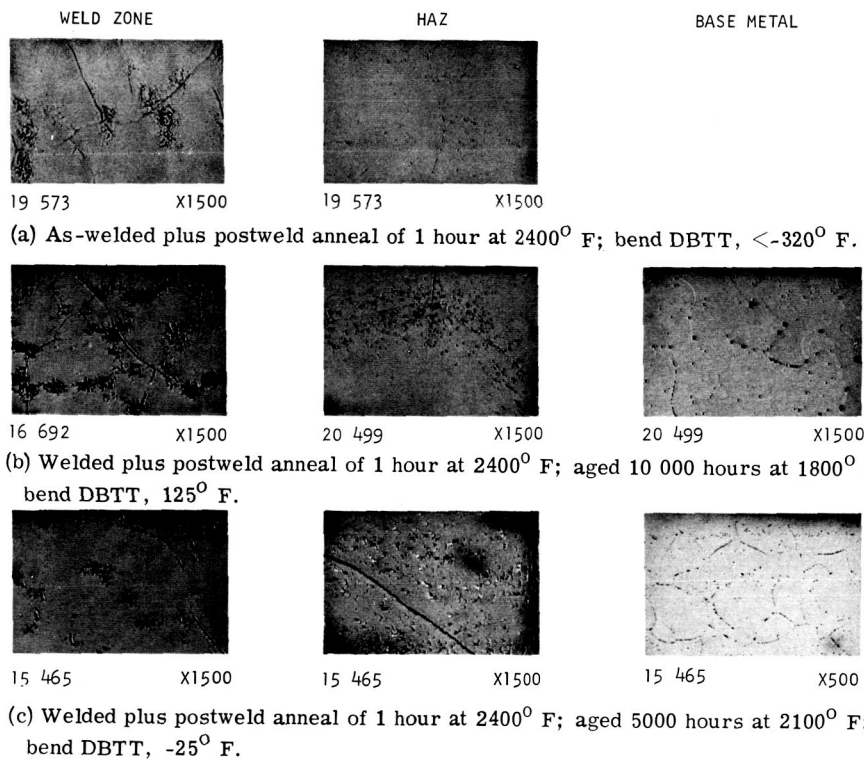 WELD ZONE HAZ BASE METAL
19 573 X1500 19 573 X1500
(a) As-welded plus postweld anneal of 1 hour at 2400° F; bend DBTT, <-320° F.
16 692 X1500 20 499 X1500 20 499 X1500
(b) Welded plus postweld anneal of 1 hour at 2400° F; aged 10 000 hours at 1800°
bend DBTT, 125° F.
15 465 X1500 15 465 X1500 15 465 X500
(c) Welded plus postweld anneal of 1 hour at 2400° F; aged 5000 hours at 2100° F;
bend DBTT, -25° F.